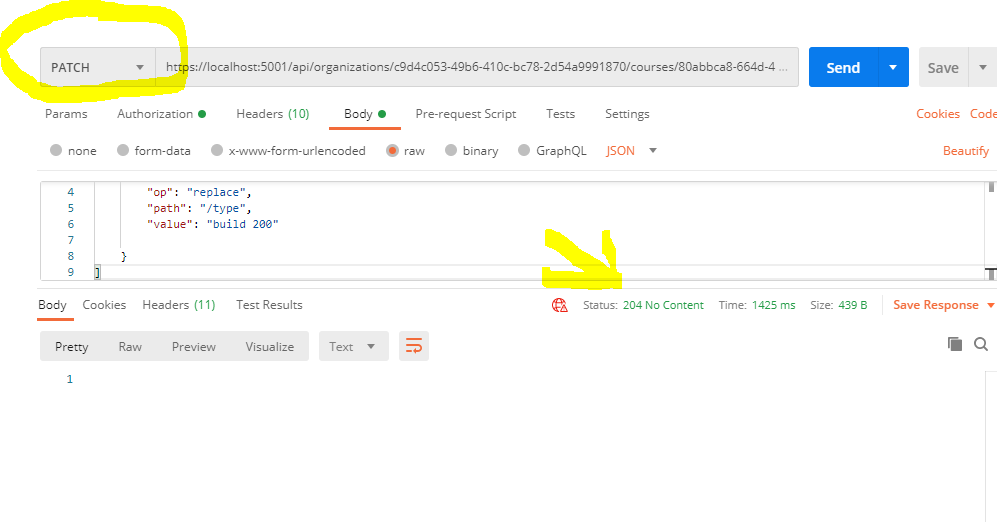 PATCH https://localhost:5001/api/organizations/c9d4c053-49b6-410c-bc78-2d54a9991870/courses/80abbca8-664d-4 ... Send Save
Params Authorization Headers (10) Body Pre-request Script Tests Settings Cookies Code
none form-data x-www-form-urlencoded raw binary GraphQL JSON Beautify
4 "op": "replace",
5 "path": "/type",
6 "value": "build 200"
7
8 }
9 ]
Body Cookies Headers (11) Test Results Status: 204 No Content Time: 1425 ms Size: 439 B Save Response
Pretty Raw Preview Visualize Text
1